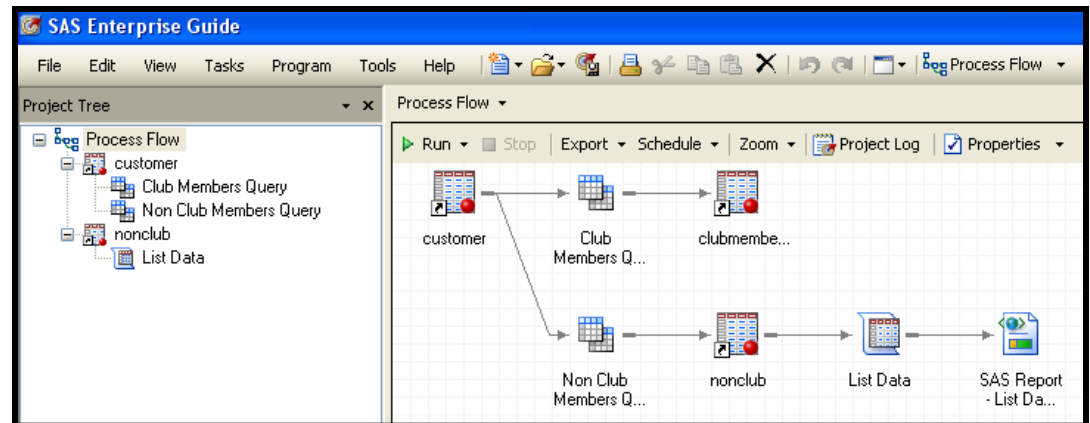 SAS Enterprise Guide
File Edit View Tasks Program Tools Help Process Flow
Project Tree
Process Flow
customer
Club Members Query
Non Club Members Query
nonclub
List Data
Process Flow
Run Stop Export Schedule Zoom Project Log Properties
customer
Club
Members Q...
clubmembe...
Non Club
Members Q...
nonclub
List Data
SAS Report
- List Da...